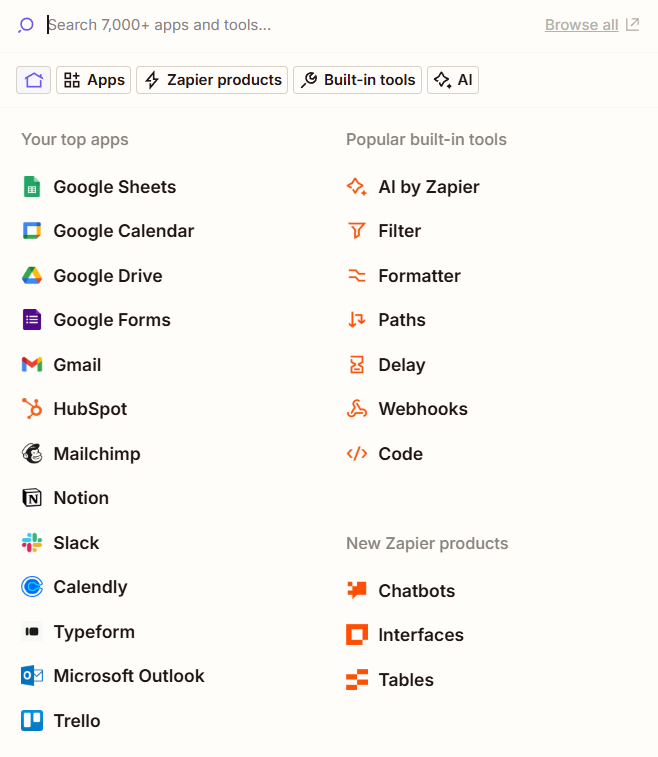 Search 7,000+ apps and tools...
Browse all
Apps
Zapier products
Built-in tools
AI
Your top apps
Google Sheets
Google Calendar
Google Drive
Google Forms
Gmail
HubSpot
Mailchimp
Notion
Slack
Calendly
Typeform
Microsoft Outlook
Trello
Popular built-in tools
AI by Zapier
Filter
Formatter
Paths
Delay
Webhooks
Code
New Zapier products
Chatbots
Interfaces
Tables